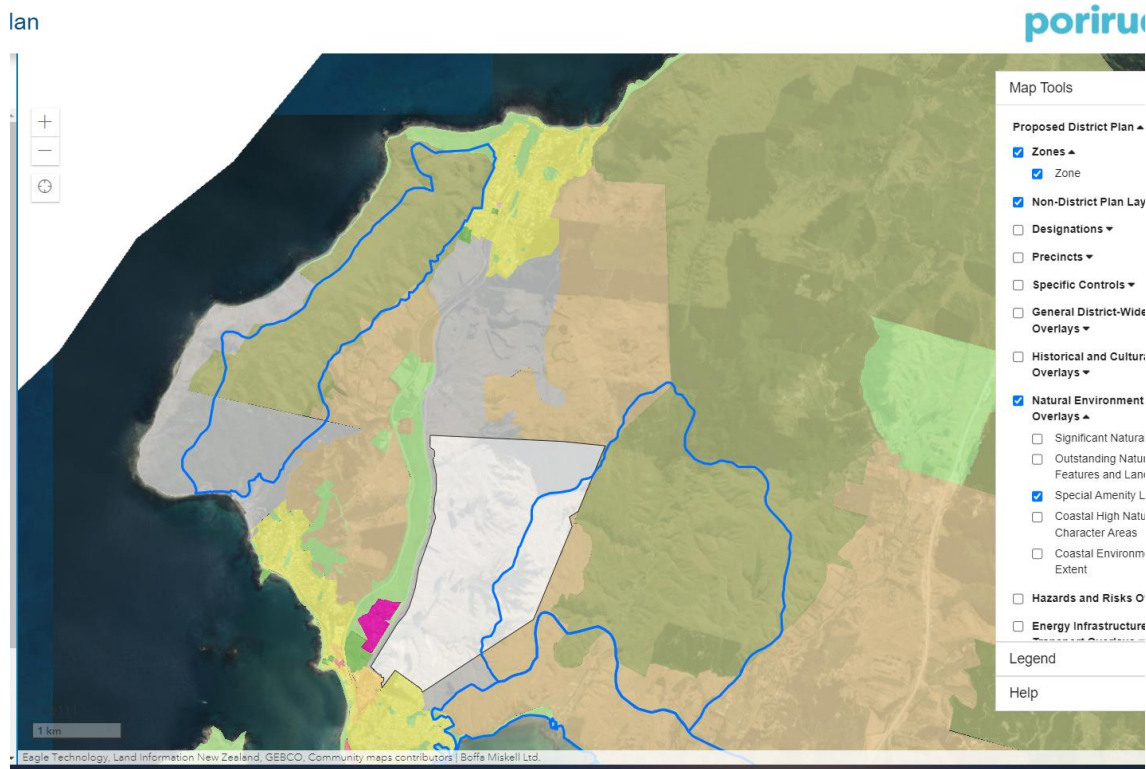 lan
poriru
+
−
Map Tools
Proposed District Plan
Zones
Zone
Non-District Plan Lay
Designations
Precincts
Specific Controls
General District-Wide
Overlays
Historical and Cultura
Overlays
Natural Environment
Overlays
Significant Natura
Outstanding Natur
Features and Land
Special Amenity L
Coastal High Natu
Character Areas
Coastal Environme
Extent
Hazards and Risks O
Energy Infrastructure
Legend
Help
1 km
Eagle Technology, Land Information New Zealand, GEBCO, Community maps contributors | Boffa Miskell Ltd.